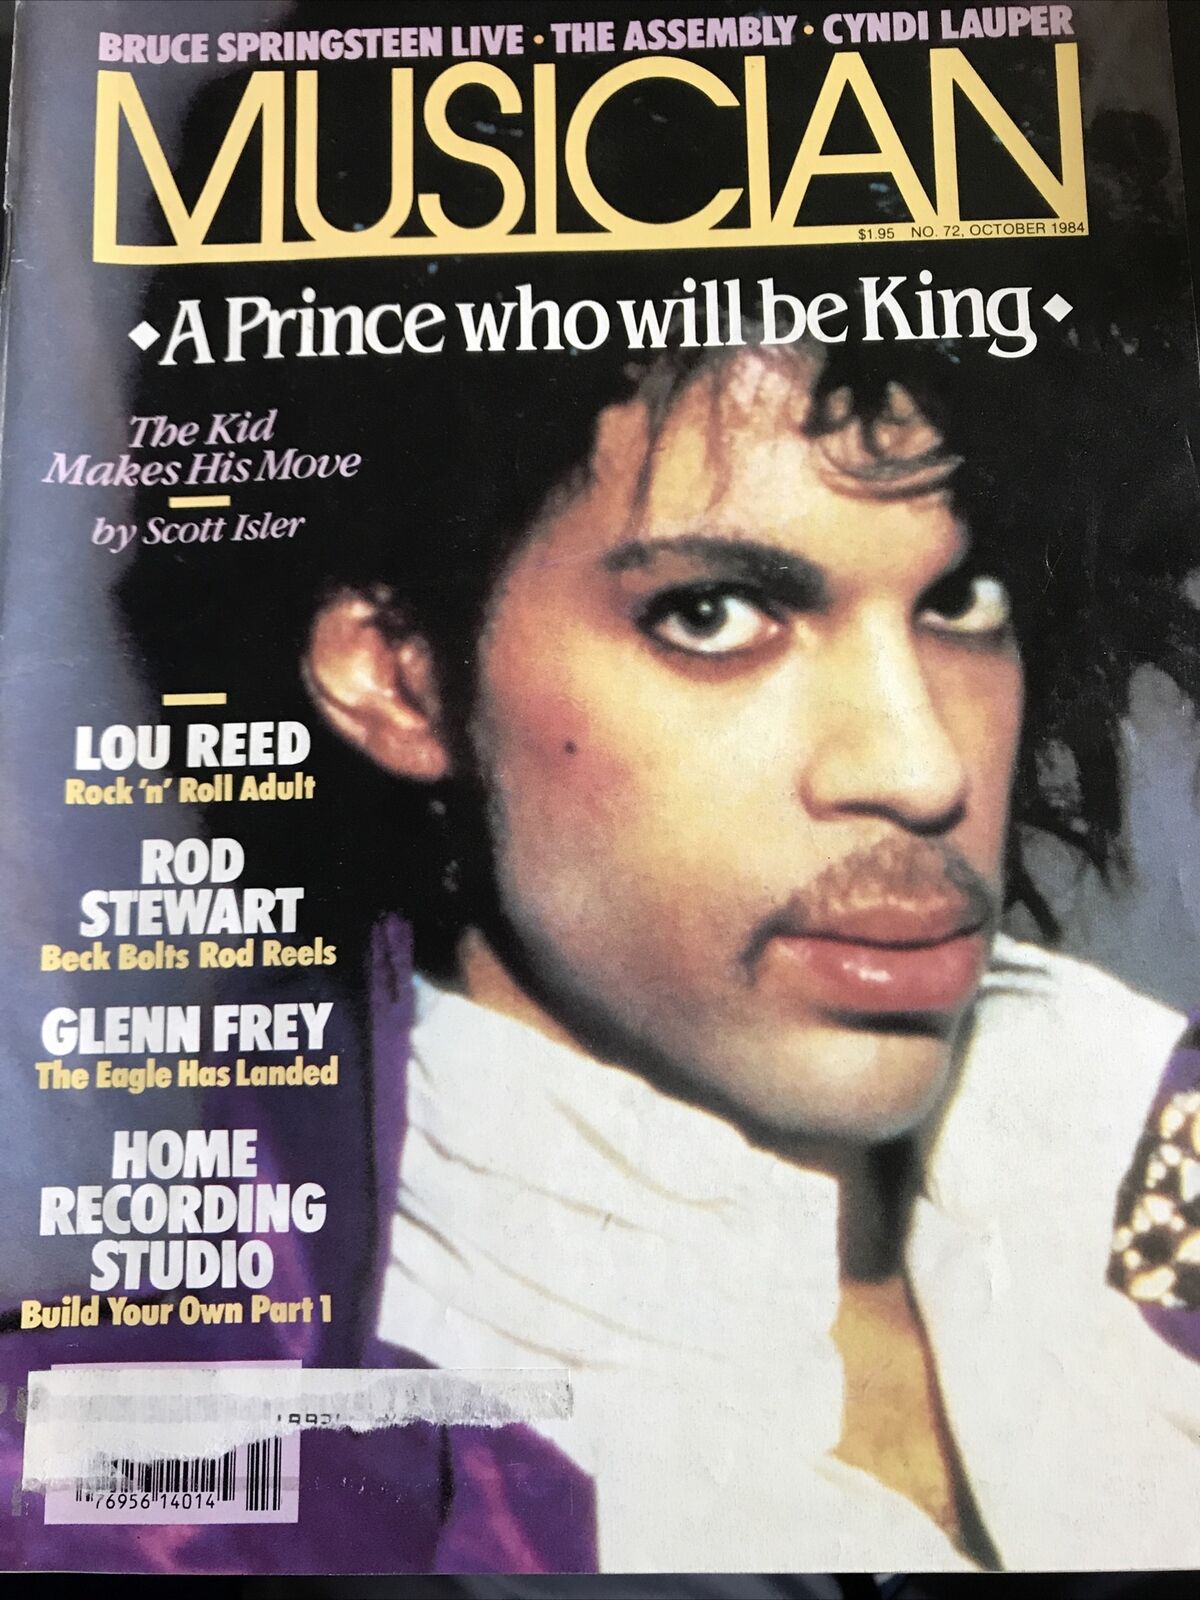 BRUCE SPRINGSTEEN LIVE • THE ASSEMBLY • CYNDI LAUPER
MUSICIAN
$1.95 NO. 72, OCTOBER 1984
◆A Prince who will be King◆
The Kid
Makes His Move
by Scott Isler
LOU REED
Rock 'n' Roll Adult
ROD
STEWART
Beck Bolts Rod Reels
GLENN FREY
The Eagle Has Landed
HOME
RECORDING
STUDIO
Build Your Own Part 1
76956 14014